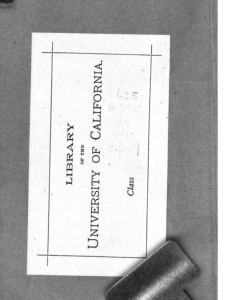 LIBRARY
OF THE
UNIVERSITY OF CALIFORNIA.
Class